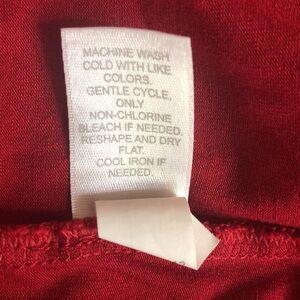 MACHINE WASH
COLD WITH LIKE
COLORS.
GENTLE CYCLE,
ONLY
NON-CHLORINE
BLEACH IF NEEDED.
RESHAPE AND DRY
FLAT.
COOL IRON IF
NEEDED.